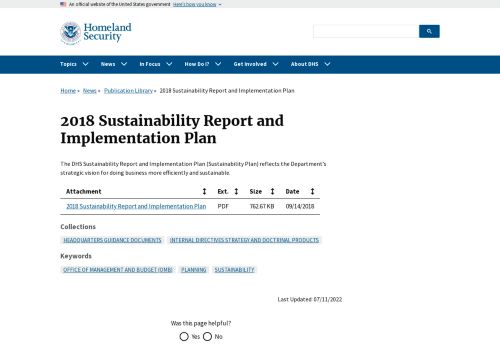 An official website of the United States government Here's how you know
Homeland
Security
Topics News In Focus How Do I? Get Involved About DHS
Home » News » Publication Library » 2018 Sustainability Report and Implementation Plan
2018 Sustainability Report and
Implementation Plan
The DHS Sustainability Report and Implementation Plan (Sustainability Plan) reflects the Department's
strategic vision for doing business more efficiently and sustainable.
Attachment Ext. Size Date
2018 Sustainability Report and Implementation Plan PDF 762.67 KB 09/14/2018
Collections
HEADQUARTERS GUIDANCE DOCUMENTS INTERNAL DIRECTIVES STRATEGY AND DOCTRINAL PRODUCTS
Keywords
OFFICE OF MANAGEMENT AND BUDGET (OMB) PLANNING SUSTAINABILITY
Last Updated: 07/11/2022
Was this page helpful?
Yes No